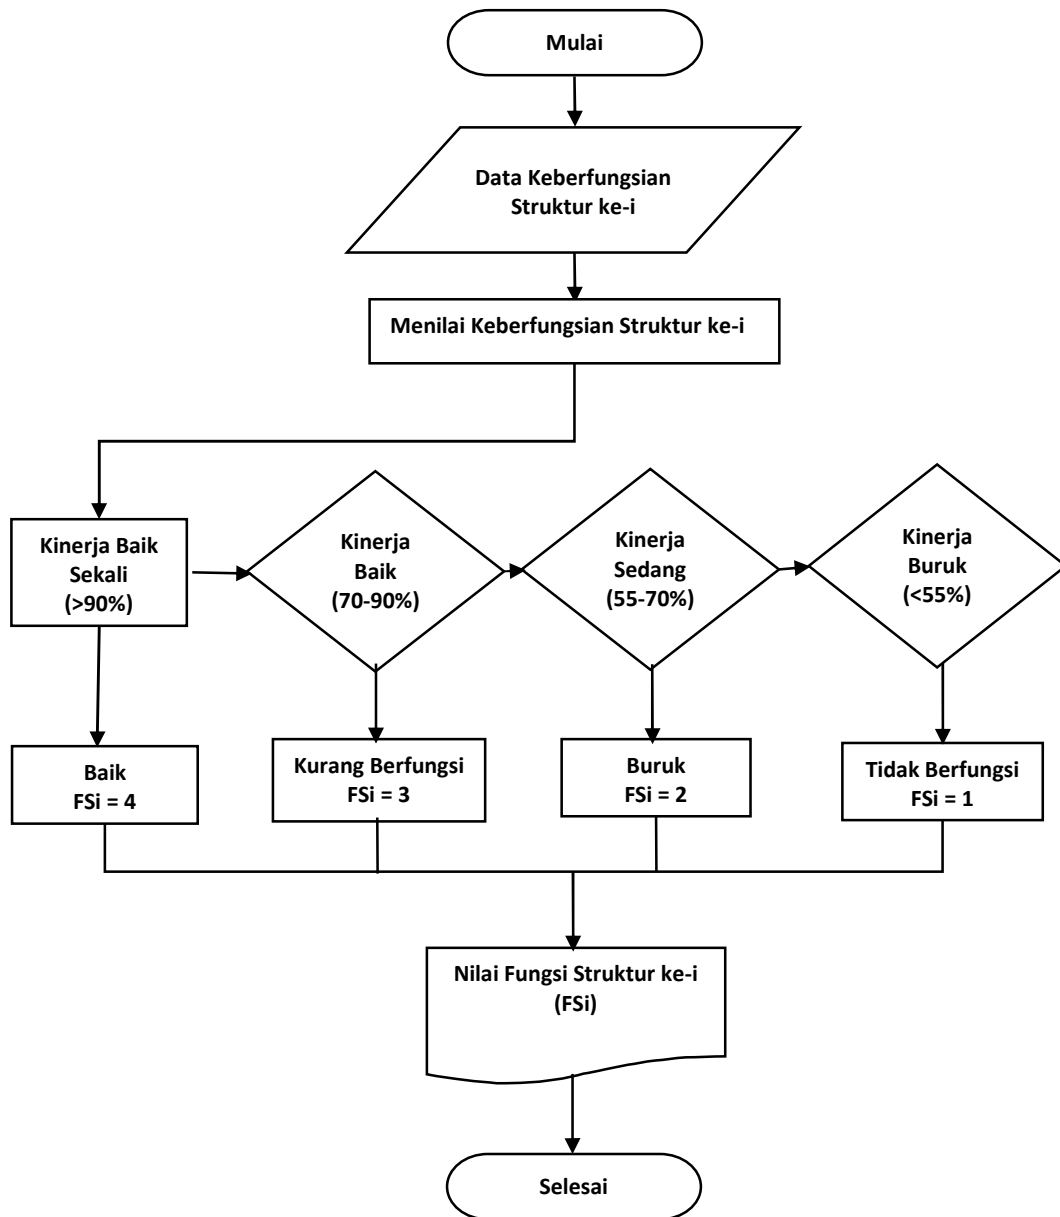 Mulai
Data Keberfungsian
Struktur ke-i
Menilai Keberfungsian Struktur ke-i
Kinerja Baik
Sekali
(>90%)
Kinerja
Baik
(70-90%)
Kinerja
Sedang
(55-70%)
Kinerja
Buruk
(<55%)
Baik
FSi = 4
Kurang Berfungsi
FSi = 3
Buruk
FSi = 2
Tidak Berfungsi
FSi = 1
Nilai Fungsi Struktur ke-i
(FSi)
Selesai